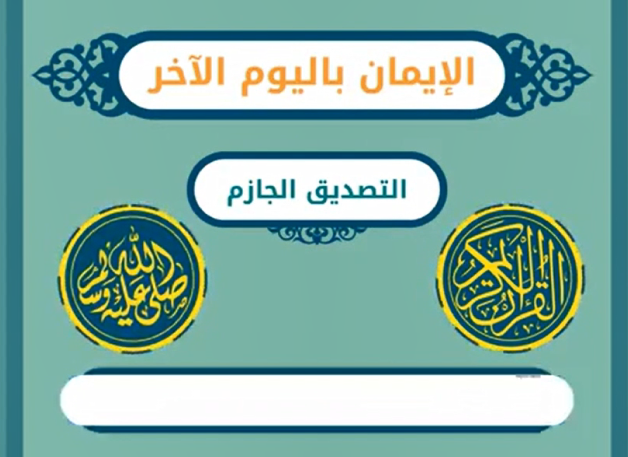 الإيمان باليوم الآخر
التصديق الجازم
القرآن الكريم
صلى الله عليه وسلم